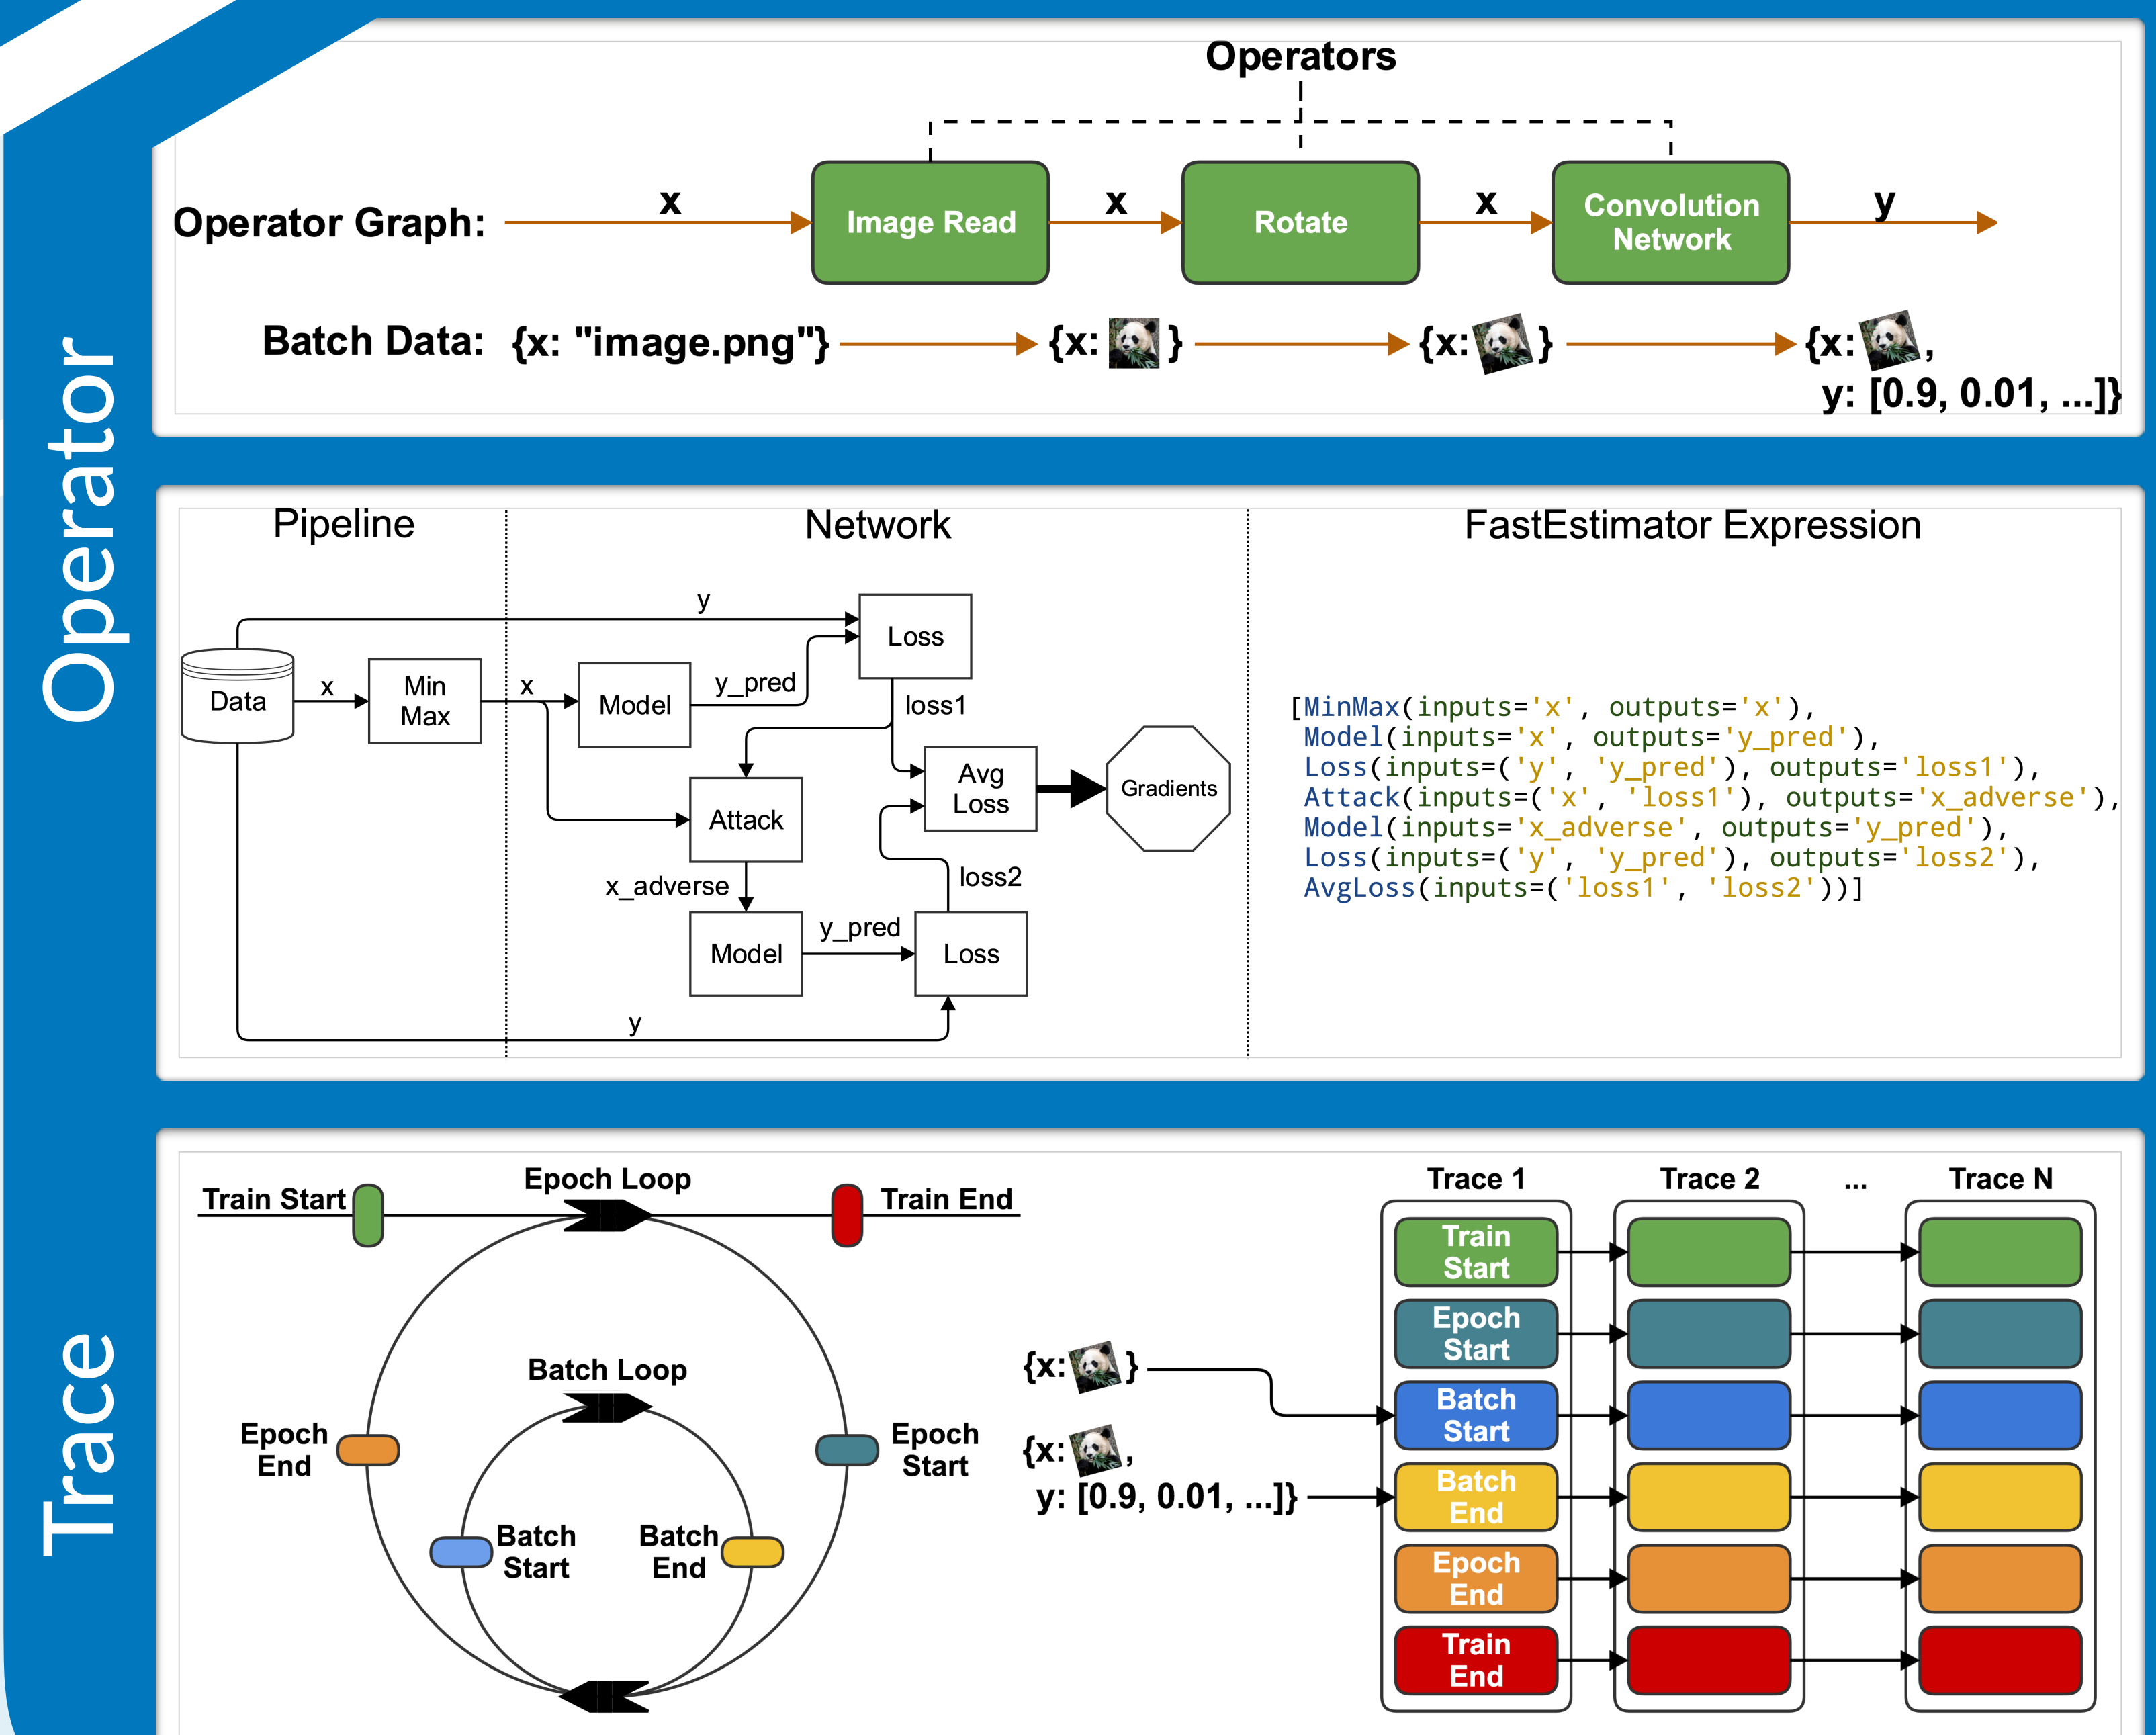 Operator
Operators
Operator Graph:
x
Image Read
x
Rotate
x
Convolution
Network
y
Batch Data:
{x: "image.png"}
{x: }
{x: }
{x: ,
y: [0.9, 0.01, ...]}
Pipeline
Network
FastEstimator Expression
y
Loss
Data
x
Min
Max
x
Model
y_pred
loss1
Avg
Loss
Gradients
Attack
x_adverse
loss2
Model
y_pred
Loss
y
[MinMax(inputs='x', outputs='x'),
Model(inputs='x', outputs='y_pred'),
Loss(inputs=('y', 'y_pred'), outputs='loss1'),
Attack(inputs=('x', 'loss1'), outputs='x_adverse'),
Model(inputs='x_adverse', outputs='y_pred'),
Loss(inputs=('y', 'y_pred'), outputs='loss2'),
AvgLoss(inputs=('loss1', 'loss2'))]
Trace
Train Start
Epoch Loop
Train End
Batch Loop
Epoch
End
Epoch
Start
Batch
Start
Batch
End
{x: }
{x: ,
y: [0.9, 0.01, ...]}
Trace 1
Trace 2
...
Trace N
Train
Start
Epoch
Start
Batch
Start
Batch
End
Epoch
End
Train
End